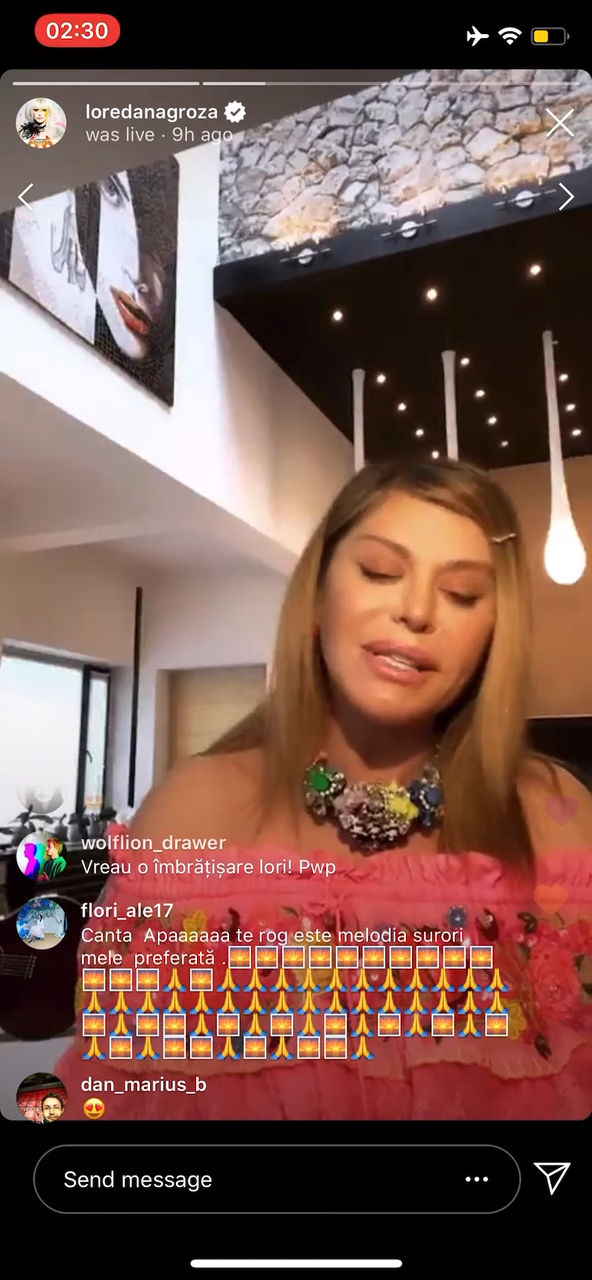 02:30
loredanagroza
was live · 9h ago
wolflion_drawer
Vreau o îmbrățișare lori! Pwp
flori_ale17
Canta Apaaaaaa te rog este melodia surori
mele preferată .🌅🌅🌅🌅🌅🌅🌅🌅🌅🌅
🌅🌅🌅🙏🌅🙏🙏🙏🙏🙏🙏🙏🙏🙏🙏🙏
🙏🙏🙏🙏🙏🙏🙏🙏🙏🙏🙏🙏🙏🙏🙏🙏
🌅🙏🌅🌅🙏🌅🙏🌅🙏🌅🙏🌅🙏🌅🙏🌅
🙏🌅🙏🌅🌅🙏🌅🙏🌅🌅🙏
dan_marius_b
😍
Send message